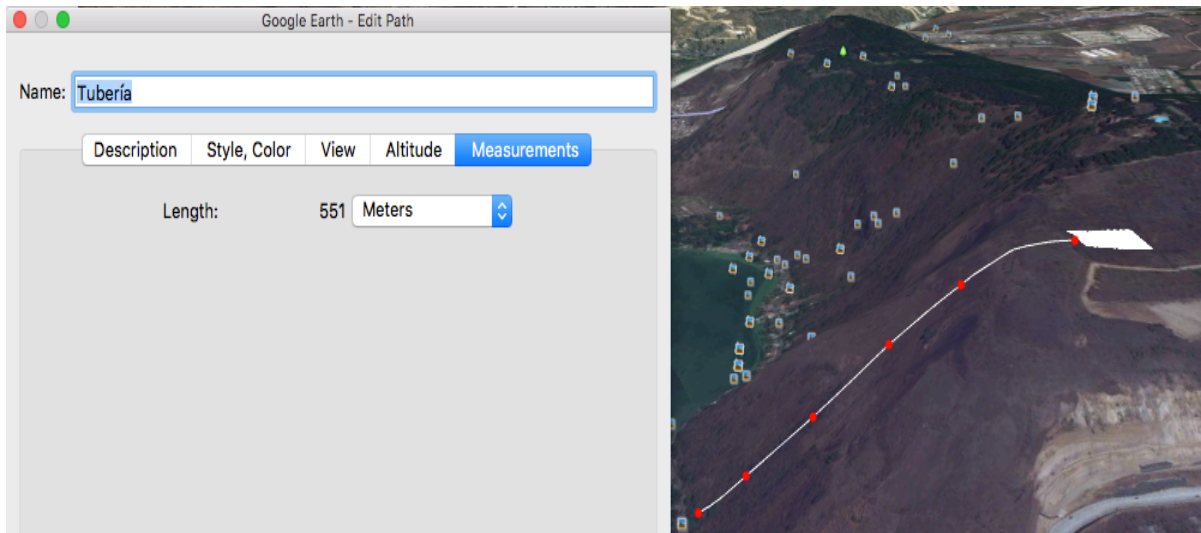 Google Earth - Edit Path
Name: Tubería
Description Style, Color View Altitude Measurements
Length: 551 Meters